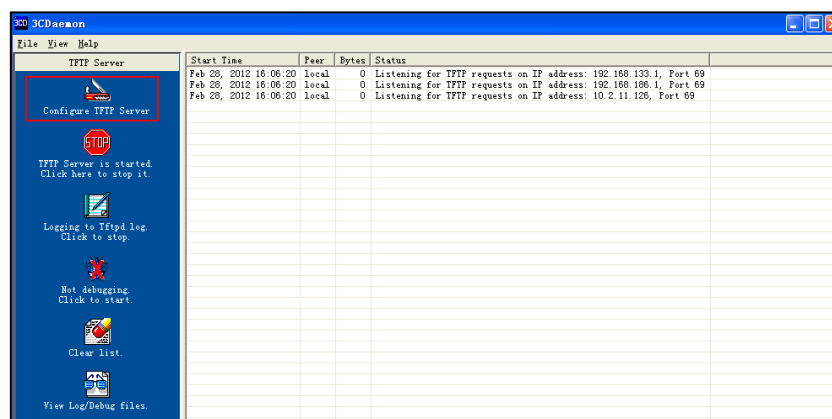 3CD 3CDaemon
File View Help
TFTP Server
Configure TFTP Server
STOP
TFTP Server is started.
Click here to stop it.
Logging to Tftpd.log.
Click to stop.
Not debugging.
Click to start.
Clear list.
View Log/Debug files.
Start Time Peer Bytes Status
Feb 28, 2012 16:06:20 local 0 Listening for TFTP requests on IP address: 192.168.133.1, Port 69
Feb 28, 2012 16:06:20 local 0 Listening for TFTP requests on IP address: 192.168.186.1, Port 69
Feb 28, 2012 16:06:20 local 0 Listening for TFTP requests on IP address: 10.2.11.126, Port 69